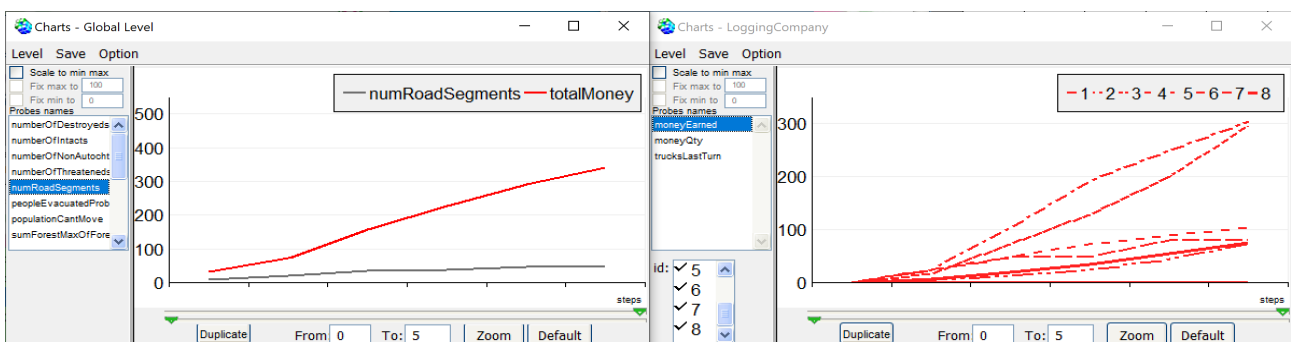 Charts - Global Level
Level Save Option
Scale to min max
Fix max to 100
Fix min to 0
Probes names
numberOfDestroyeds
numberOfIntacts
numberOfNonAutocht
numberOfThreateneds
numRoadSegments
peopleEvacuatedProb
populationCantMove
sumForestMaxOfFore
numRoadSegments totalMoney
500
400
300
200
100
0
steps
Duplicate From 0 To: 5 Zoom Default
Charts - LoggingCompany
Level Save Option
Scale to min max
Fix max to 100
Fix min to 0
Probes names
moneyEarned
moneyQty
trucksLastTurn
id: 5
6
7
8
1 2 3 4 5 6 7 8
300
200
100
0
steps
Duplicate From 0 To: 5 Zoom Default